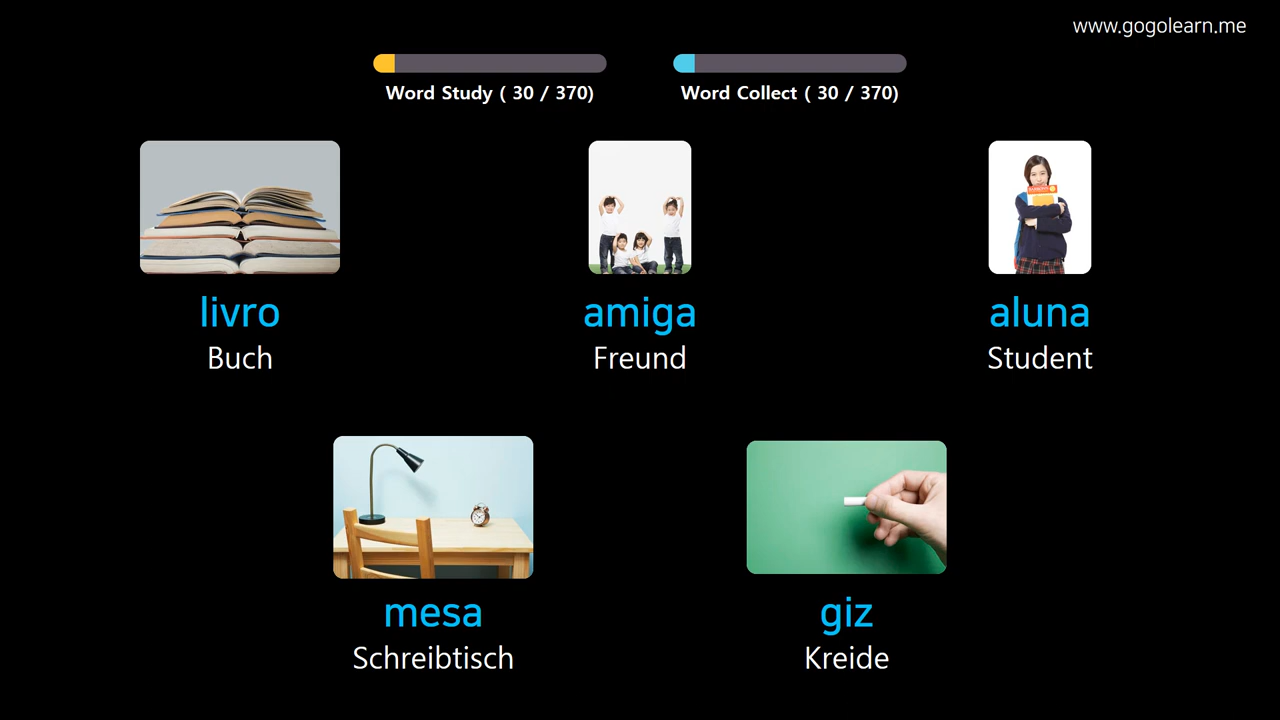 www.gogolearn.me
Word Study ( 30 / 370)
Word Collect ( 30 / 370)
livro
Buch
amiga
Freund
aluna
Student
mesa
Schreibtisch
giz
Kreide